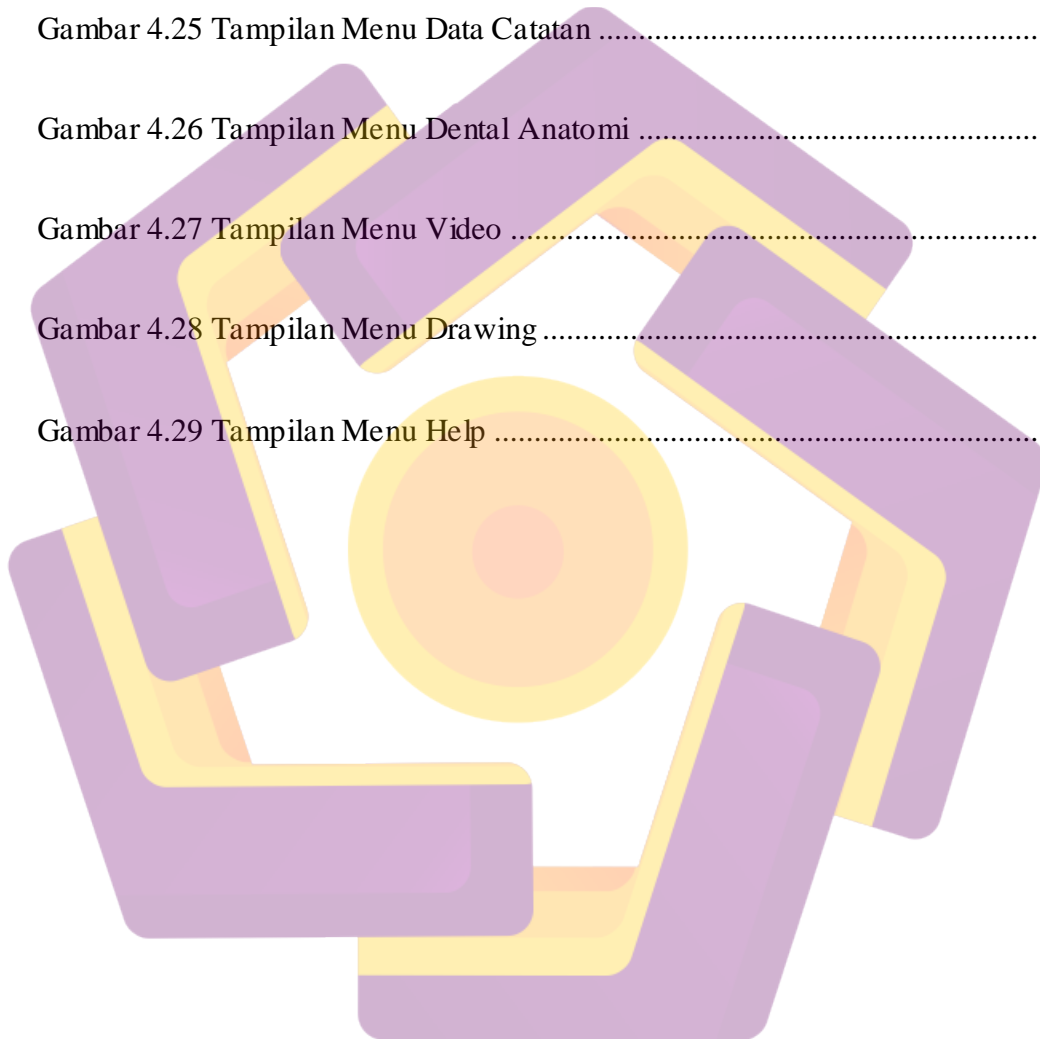 Gambar 4.25 Tampilan Menu Data Catatan ........................................................
Gambar 4.26 Tampilan Menu Dental Anatomi ...................................................
Gambar 4.27 Tampilan Menu Video ...................................................................
Gambar 4.28 Tampilan Menu Drawing ...............................................................
Gambar 4.29 Tampilan Menu Help .....................................................................